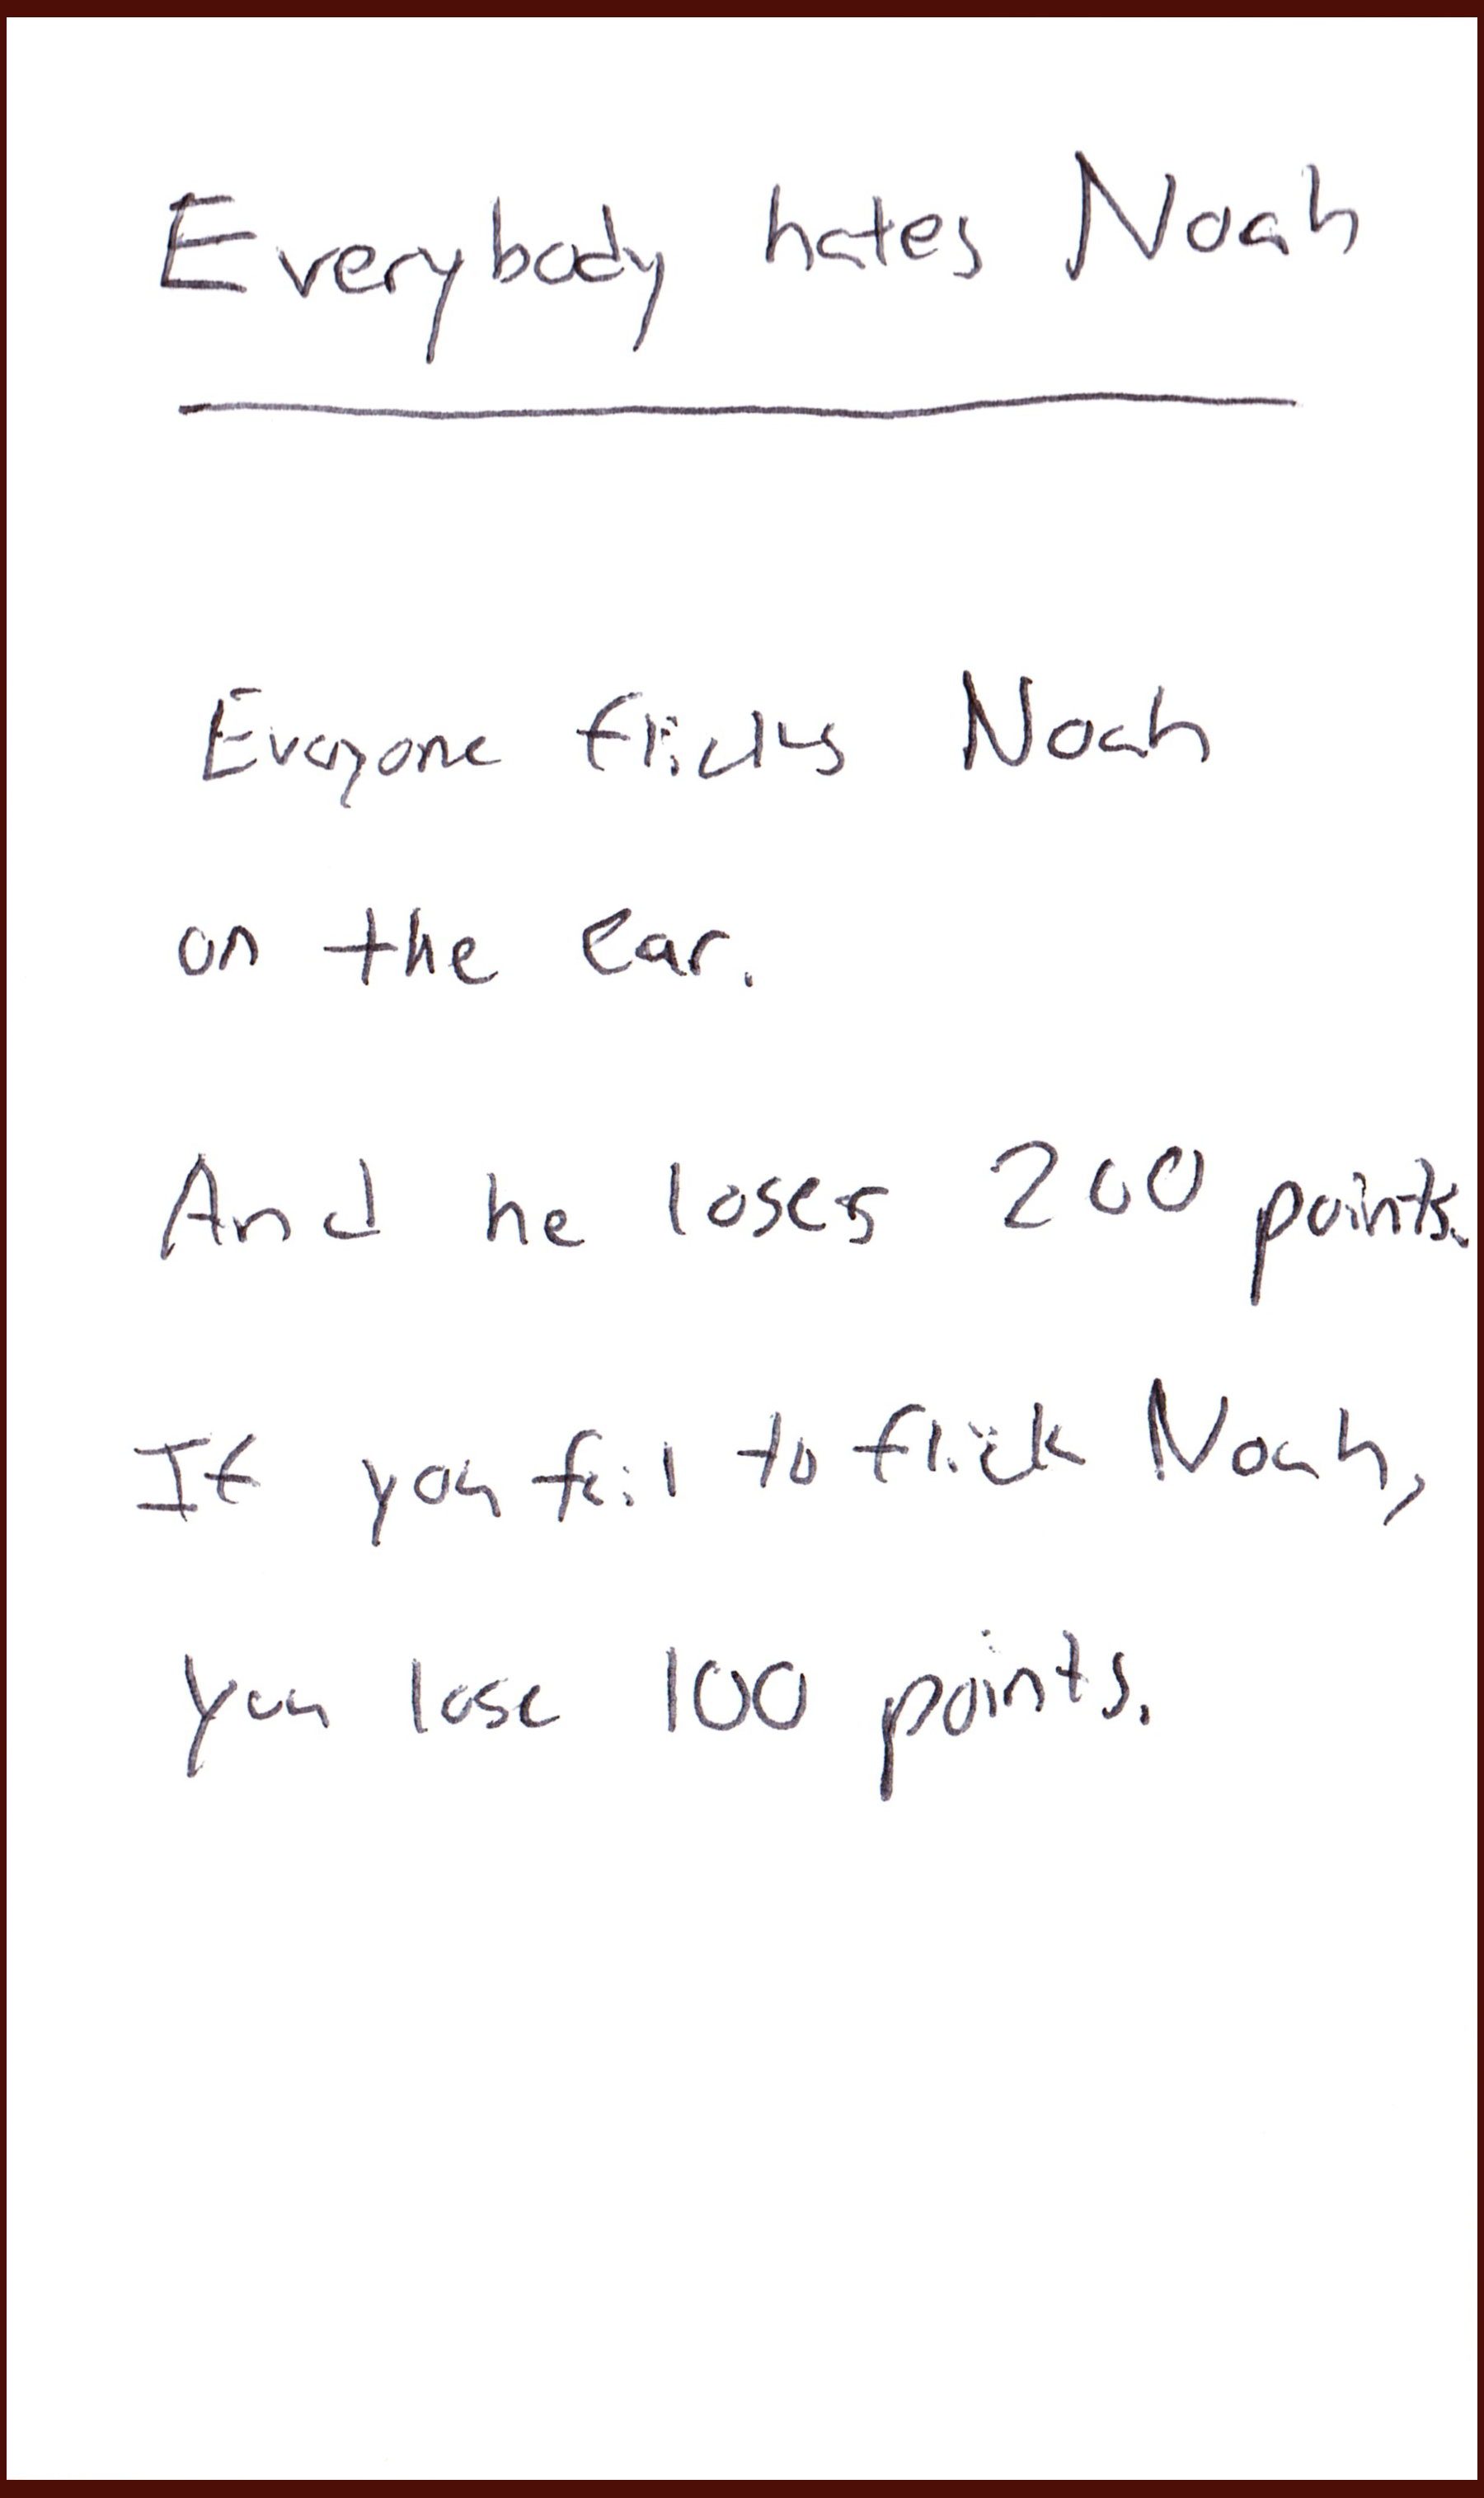 Everybody hates Noah
Everyone flicks Noah
on the ear.
And he loses 200 points.
If you fail to flick Noah,
you lose 100 points.